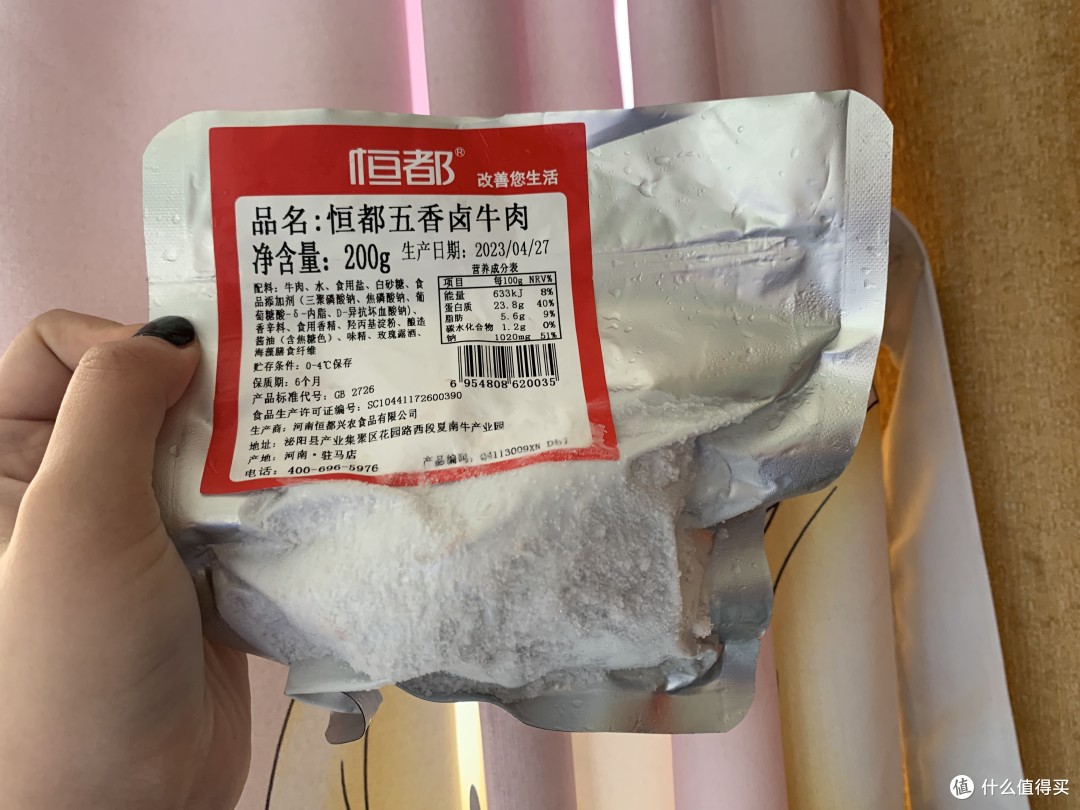 恒都®
改善您生活
品名:恒都五香卤牛肉
净含量: 200g 生产日期: 2023/04/27
配料: 牛肉、水、食用盐、白砂糖、食
品添加剂(三聚磷酸钠、焦磷酸钠、葡
萄糖酸-δ-内脂、D-异抗坏血酸钠)、
香辛料、食用香精、羟丙基淀粉、酿造
酱油(含焦糖色)、味精、玫瑰露酒、
海藻膳食纤维
营养成分表
项目 每100g NRV%
能量 633kJ 8%
蛋白质 23.8g 40%
脂肪 5.6g 9%
碳水化合物 1.2g 0%
钠 1020mg 51%
6 954808 620035
贮存条件: 0-4℃保存
保质期: 6个月
产品标准代号: GB 2726
食品生产许可证编号: SC10441172600390
生产商: 河南恒都兴农食品有限公司
地址: 泌阳县产业集聚区花园路西段夏南牛产业园
产地: 河南·驻马店
电话: 400-696-5976
产品编码:
值 什么值得买